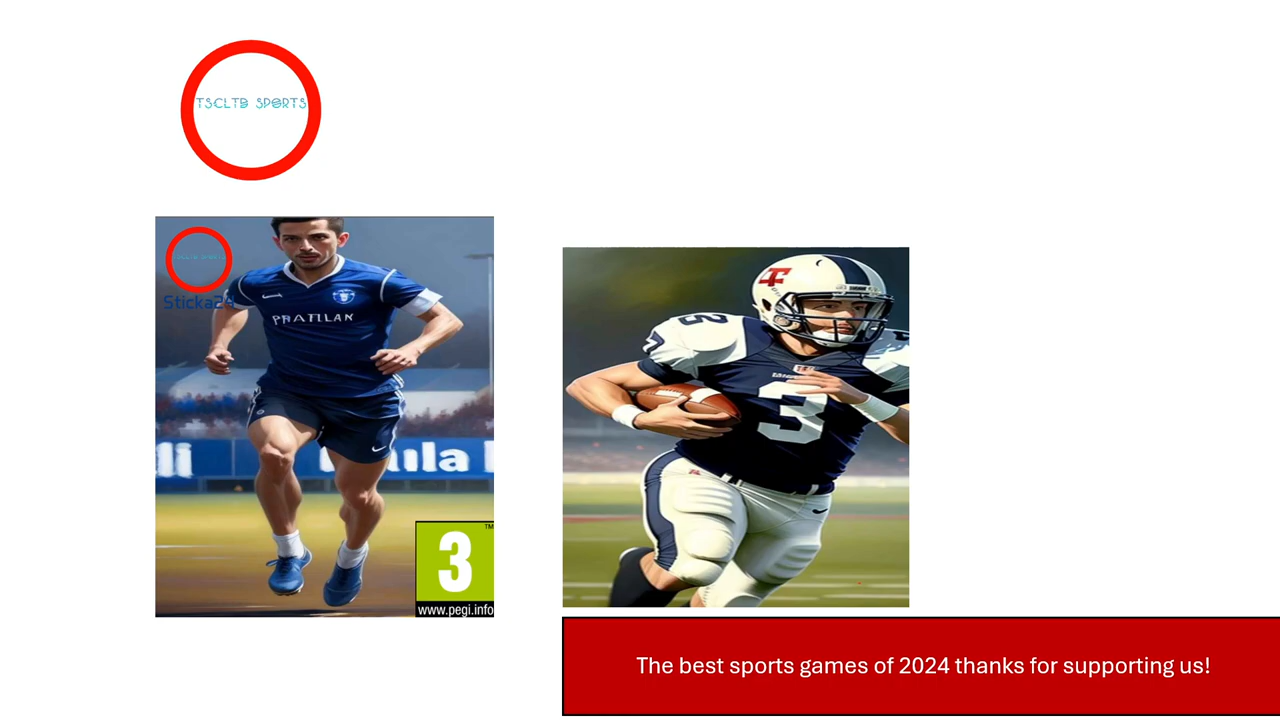 TSCLTB SPORTS
Sticka24
PRATILAN
3
TM
www.pegi.info
3
The best sports games of 2024 thanks for supporting us!